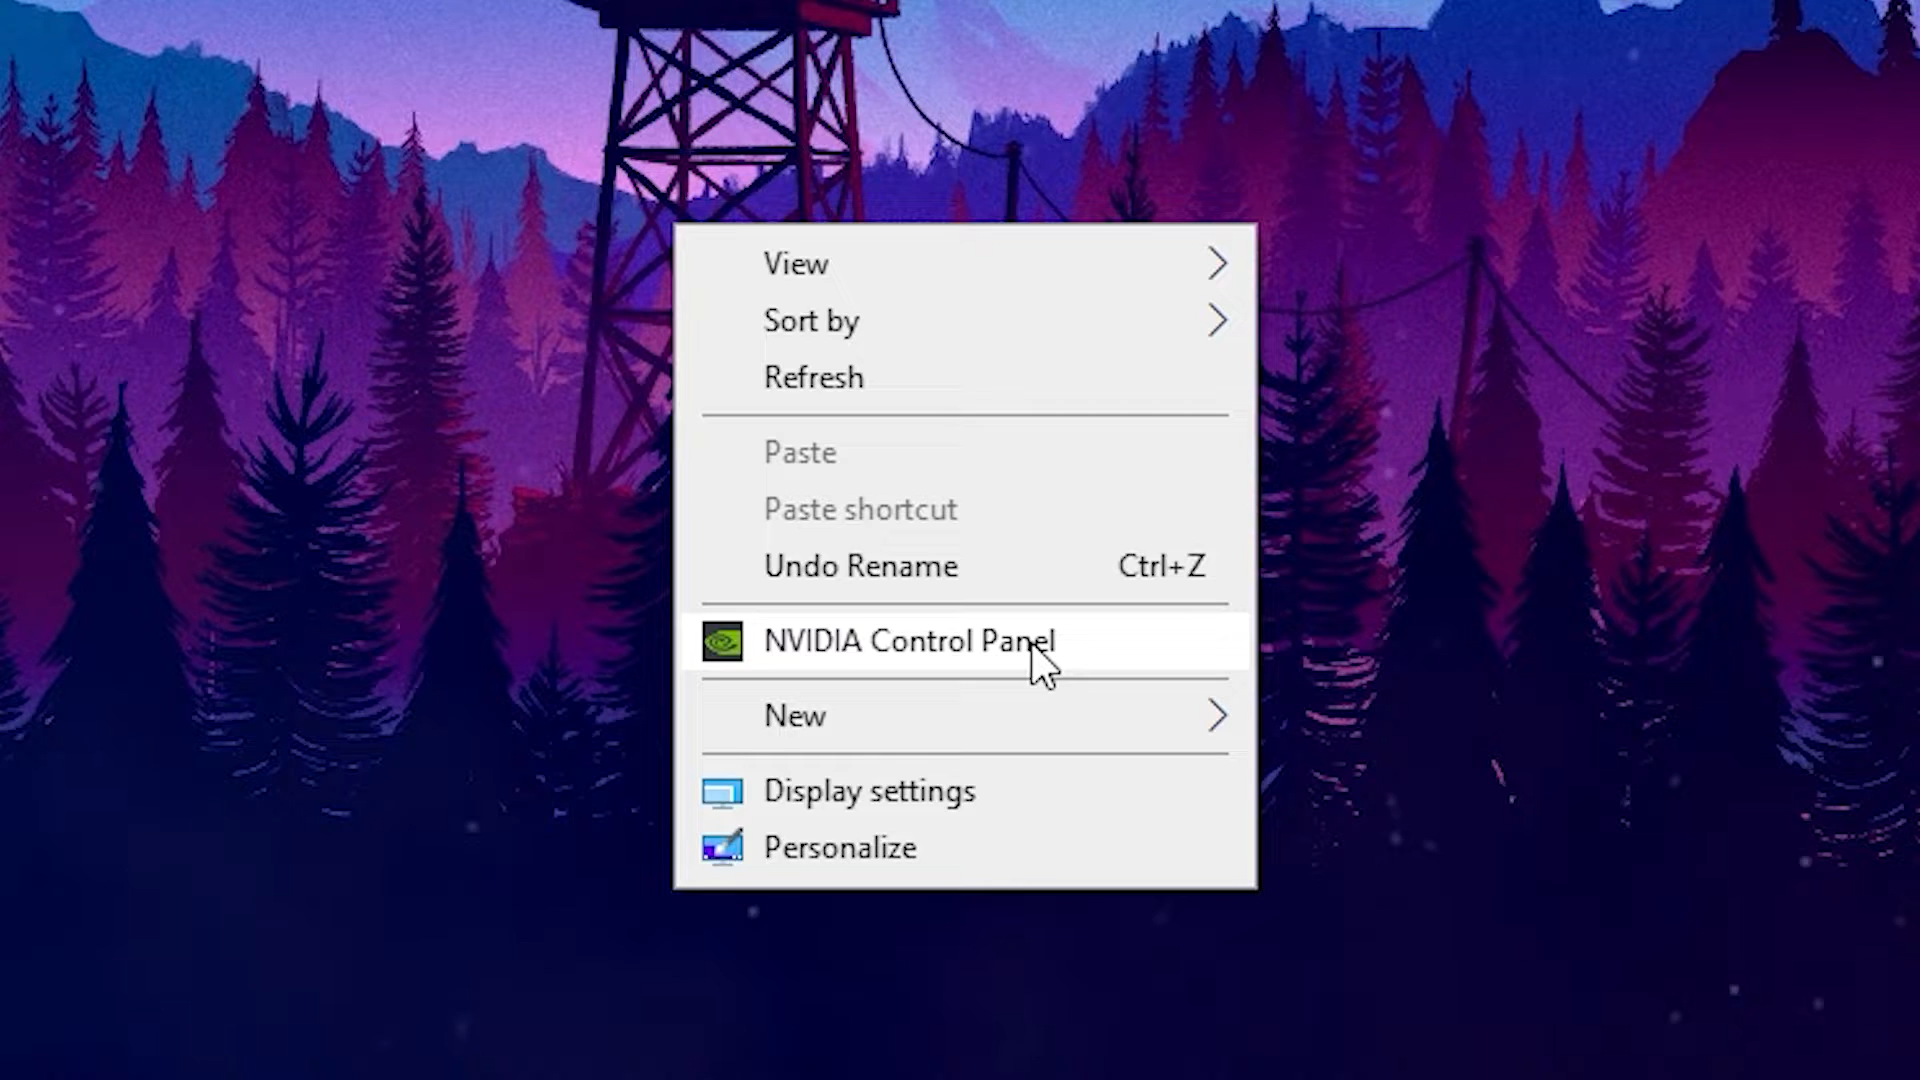 View
Sort by
Refresh
Paste
Paste shortcut
Undo Rename Ctrl+Z
NVIDIA Control Panel
New
Display settings
Personalize